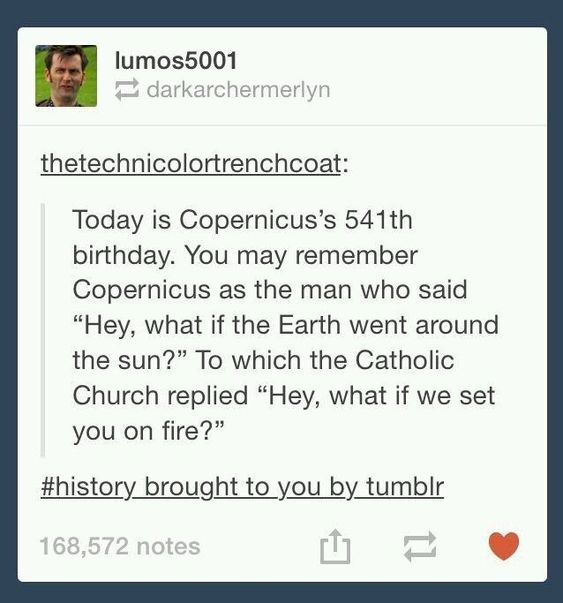 lumos5001
darkarchermerlyn
thetechnicolortrenchcoat:
Today is Copernicus’s 541th
birthday. You may remember
Copernicus as the man who said
“Hey, what if the Earth went around
the sun?” To which the Catholic
Church replied “Hey, what if we set
you on fire?”
#history brought to you by tumblr
168,572 notes